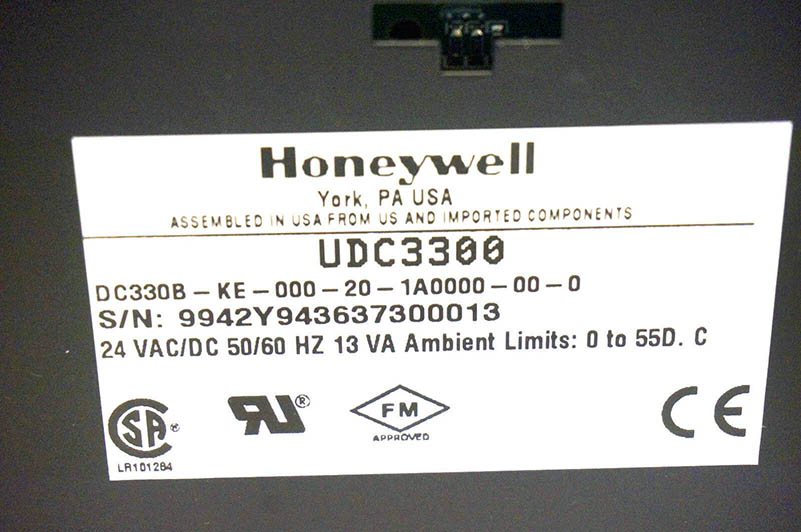 Honeywell
York, PA USA
ASSEMBLED IN USA FROM US AND IMPORTED COMPONENTS
UDC3300
DC330B – KE – 000 – 20 – 1A0000 – 00 – 0
S/N: 9942Y943637300013
24 VAC/DC 50/60 HZ 13 VA Ambient Limits: 0 to 55D. C
SA ®
LR101284
RU ®
FM
APPROVED
CE